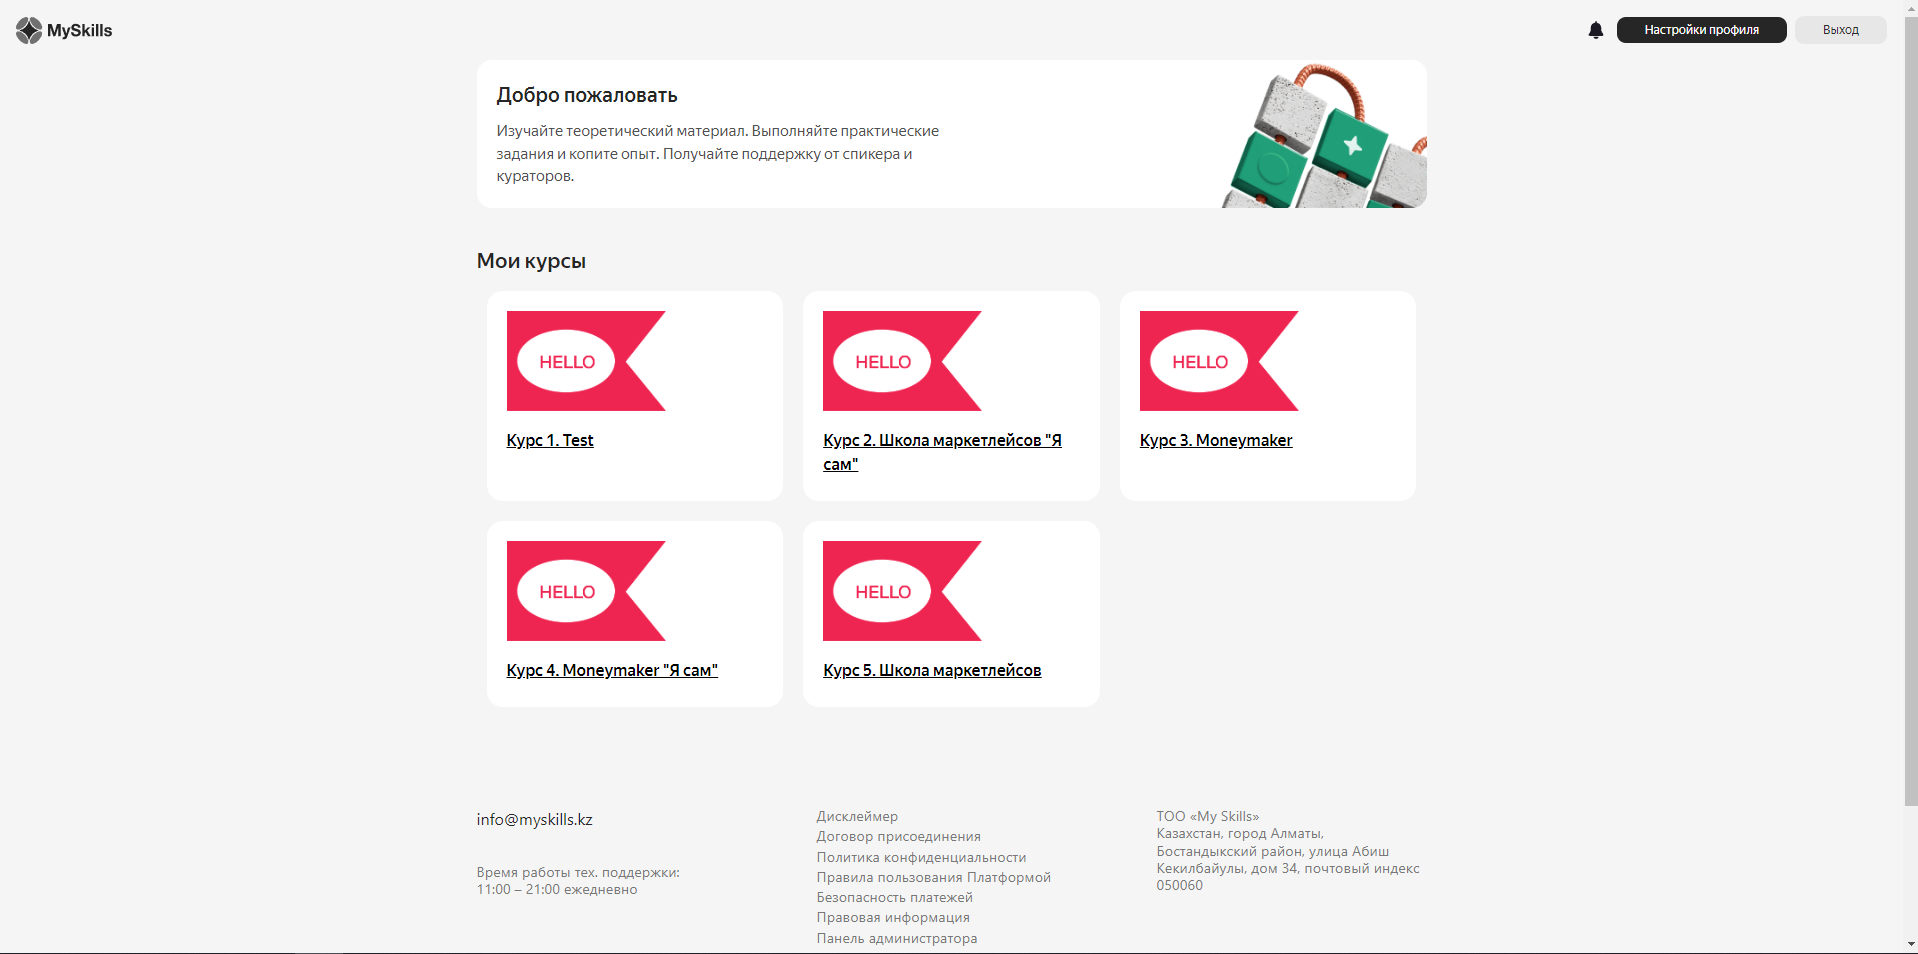 MySkills
Настройки профиля
Выход
Добро пожаловать
Изучайте теоретический материал. Выполняйте практические
задания и копите опыт. Получайте поддержку от спикера и
кураторов.
Мои курсы
HELLO
Курс 1. Test
HELLO
Курс 2. Школа маркетлейсов "Я
сам"
HELLO
Курс 3. Moneymaker
HELLO
Курс 4. Moneymaker "Я сам"
HELLO
Курс 5. Школа маркетлейсов
info@myskills.kz
Время работы тех. поддержки:
11:00 – 21:00 ежедневно
Дисклеймер
Договор присоединения
Политика конфиденциальности
Правила пользования Платформой
Безопасность платежей
Правовая информация
Панель администратора
ТОО «My Skills»
Казахстан, город Алматы,
Бостандыкский район, улица Абиш
Кекилбайулы, дом 34, почтовый индекс
050060